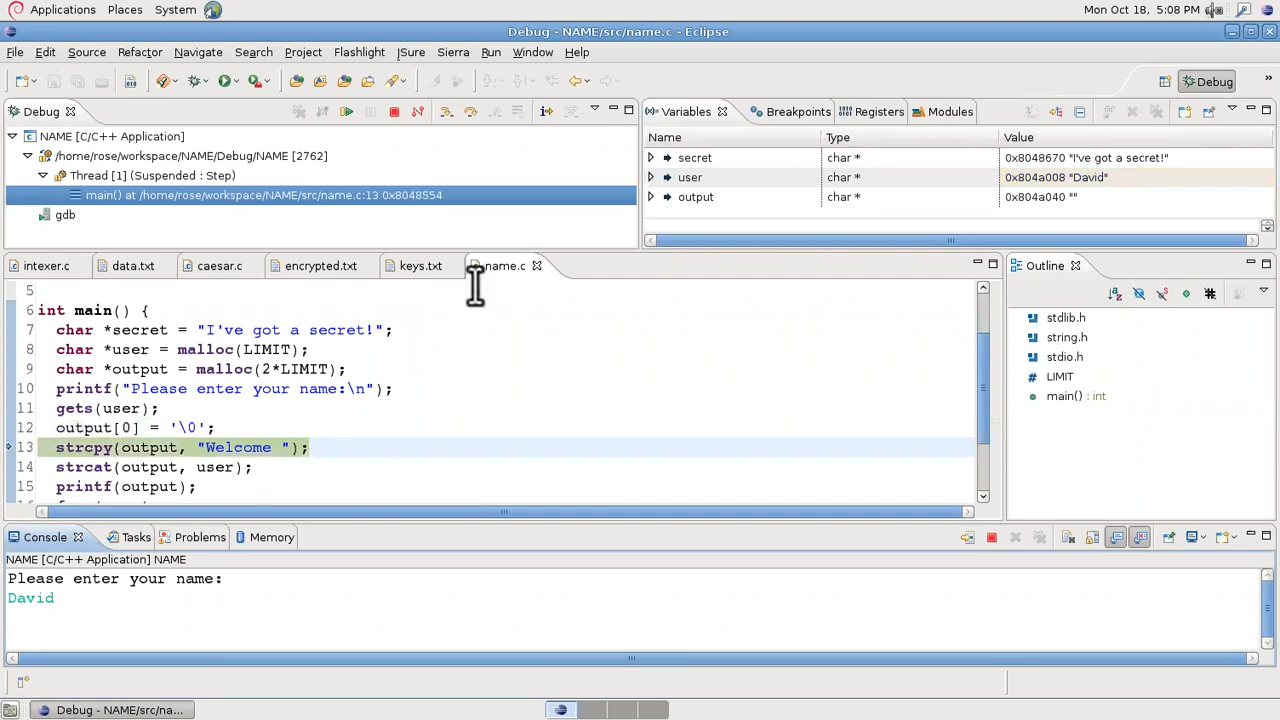 Applications Places System Mon Oct 18, 5:08 PM
Debug - NAME/src/name.c - Eclipse
File Edit Source Refactor Navigate Search Project Flashlight JSure Sierra Run Window Help
Debug
Debug Variables Breakpoints Registers Modules
Name Type Value
NAME [C/C++ Application]
/home/rose/workspace/NAME/Debug/NAME [2762]
Thread [1] (Suspended : Step)
main() at /home/rose/workspace/NAME/src/name.c:13 0x8048554
gdb
secret char * 0x8048670 "I've got a secret!"
user char * 0x804a008 "David"
output char * 0x804a040 ""
intexer.c data.txt caesar.c encrypted.txt keys.txt name.c
5
6 int main() {
7 char *secret = "I've got a secret!";
8 char *user = malloc(LIMIT);
9 char *output = malloc(2*LIMIT);
10 printf("Please enter your name:\n");
11 gets(user);
12 output[0] = '\0';
13 strcpy(output, "Welcome ");
14 strcat(output, user);
15 printf(output);
Outline
stdlib.h
string.h
stdio.h
LIMIT
main() : int
Console Tasks Problems Memory
NAME [C/C++ Application] NAME
Please enter your name:
David
Debug - NAME/src/na...